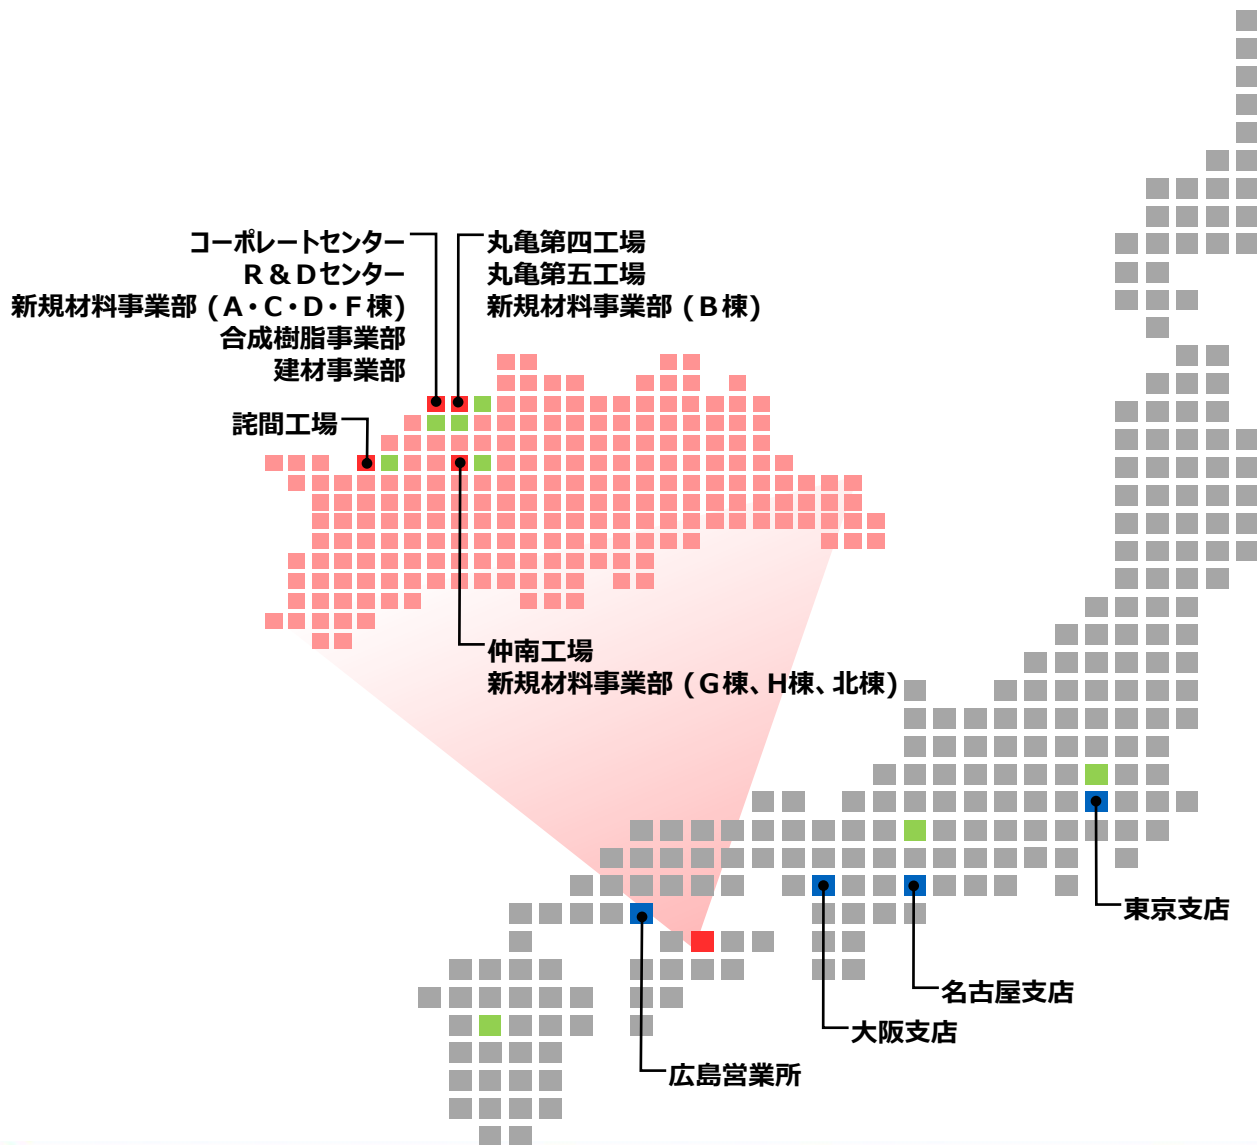 コーポレートセンター
R&Dセンター
新規材料事業部(A・C・D・F棟)
合成樹脂事業部
建材事業部
丸亀第四工場
丸亀第五工場
新規材料事業部(B棟)
詫間工場
仲南工場
新規材料事業部(G棟、H棟、北棟)
東京支店
名古屋支店
大阪支店
広島営業所